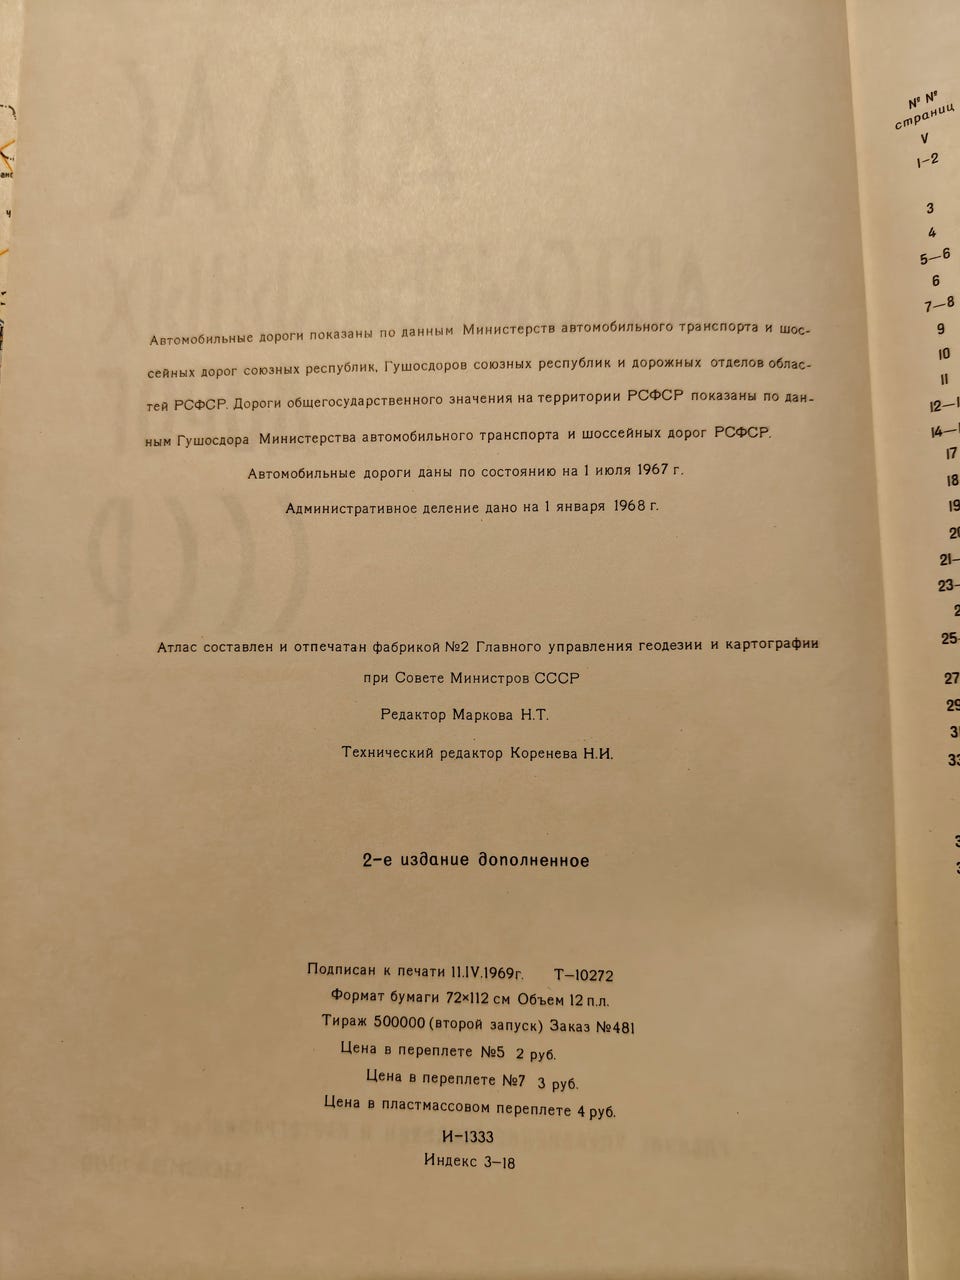 Автомобильные дороги показаны по данным Министерств автомобильного транспорта и шос-
сейных дорог союзных республик, Гушосдоров союзных республик и дорожных отделов облас-
тей РСФСР. Дороги общегосударственного значения на территории РСФСР показаны по дан-
ным Гушосдора Министерства автомобильного транспорта и шоссейных дорог РСФСР.
Автомобильные дороги даны по состоянию на 1 июля 1967 г.
Административное деление дано на 1 января 1968 г.
Атлас составлен и отпечатан фабрикой №2 Главного управления геодезии и картографии
при Совете Министров СССР
Редактор Маркова Н.Т.
Технический редактор Коренева Н.И.
2-е издание дополненное
Подписан к печати 11.IV.1969г. Т-10272
Формат бумаги 72×112 см Объем 12 п.л.
Тираж 500000 (второй запуск) Заказ №481
Цена в переплете №5 2 руб.
Цена в переплете №7 3 руб.
Цена в пластмассовом переплете 4 руб.
И-1333
Индекс 3-18
№ №
страниц
V
1-2
3
4
5-6
6
7-8
9
10
11
12-
14-
17
18
19
21-
23-
25-
27